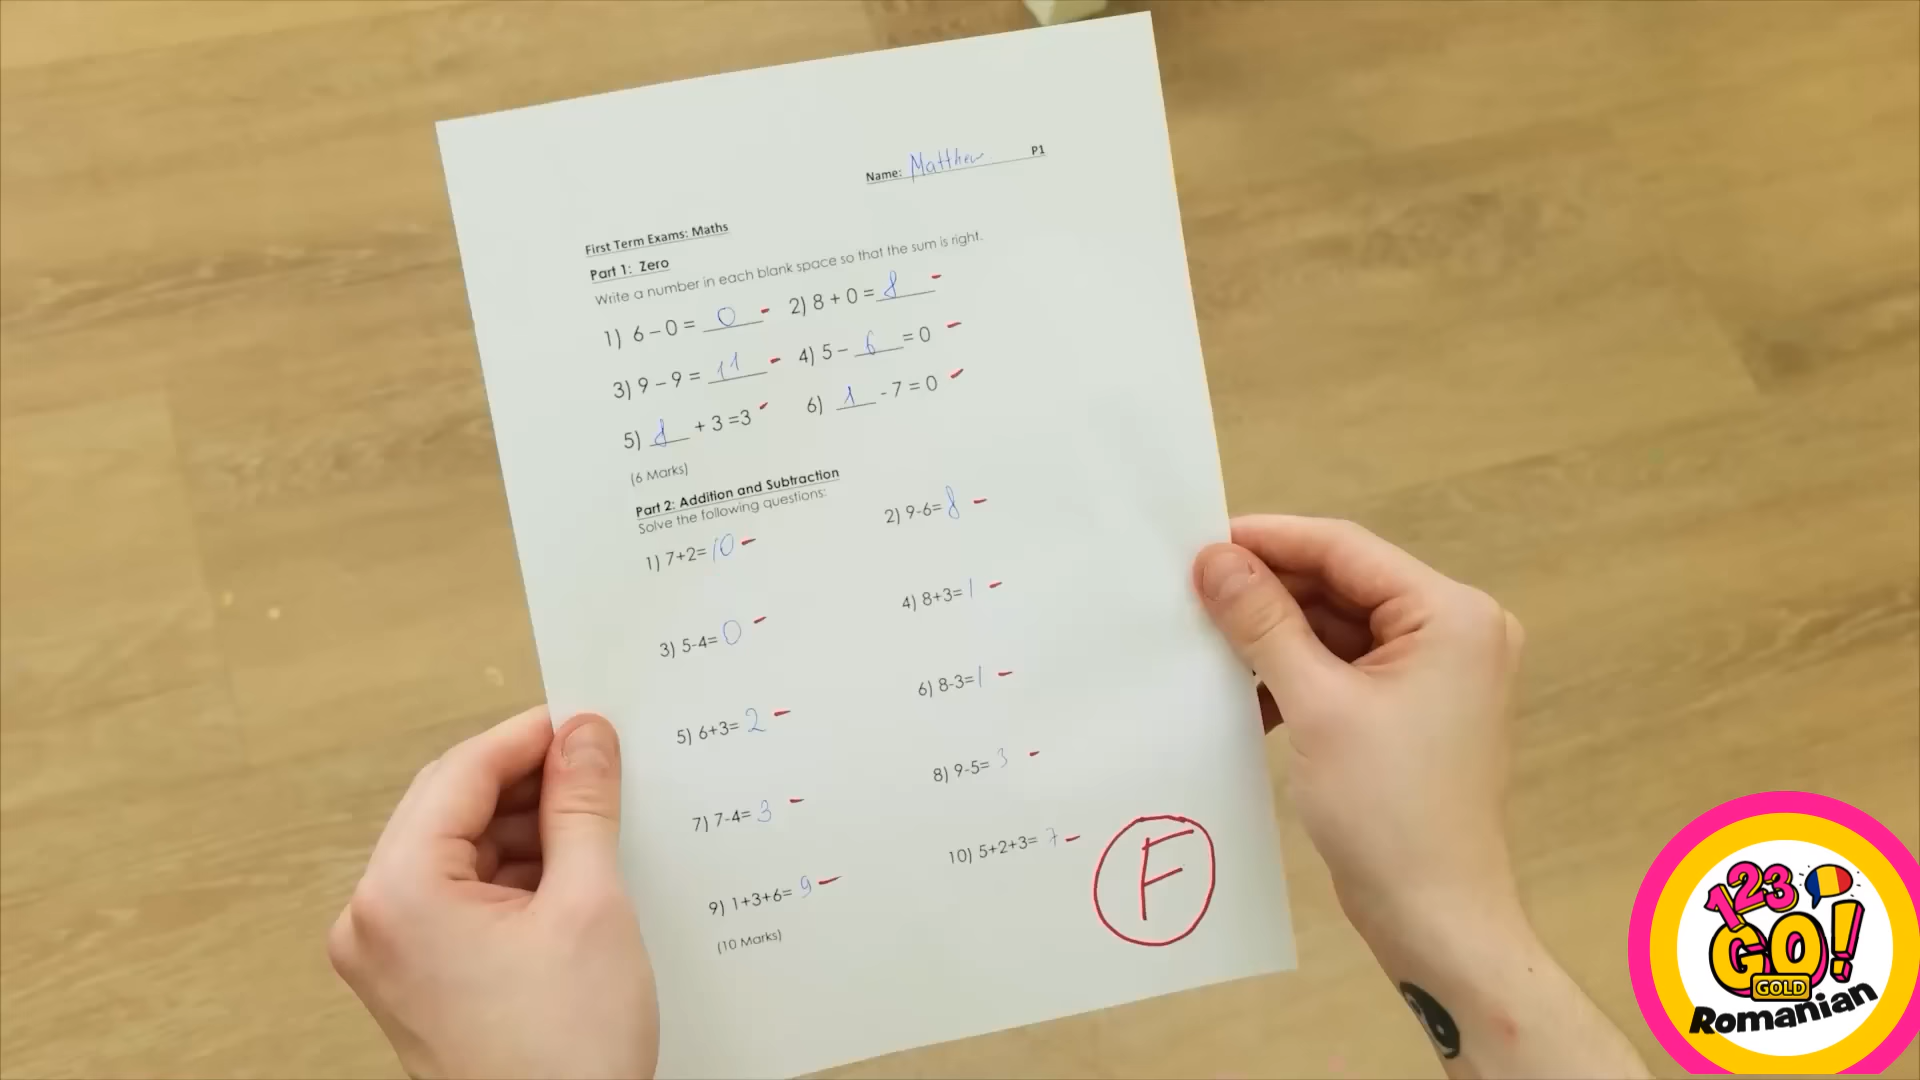 Name: Matthew P1
First Term Exams: Maths
Part 1: Zero
Write a number in each blank space so that the sum is right.
1) 6 – 0 = 0 - 2) 8 + 0 = 8 -
3) 9 – 9 = 11 - 4) 5 – 6 = 0 -
5) 8 + 3 =3 - 6) 1 - 7 = 0 -
(6 Marks)
Part 2: Addition and Subtraction
Solve the following questions:
1) 7+2= 10 - 2) 9-6= 8 -
3) 5-4= 0 - 4) 8+3= 1 -
5) 6+3= 2 - 6) 8-3= 1 -
7) 7-4= 3 - 8) 9-5= 3 -
9) 1+3+6= 9 - 10) 5+2+3= 7 -
(10 Marks)
F
123
GO!
GOLD
Romanian